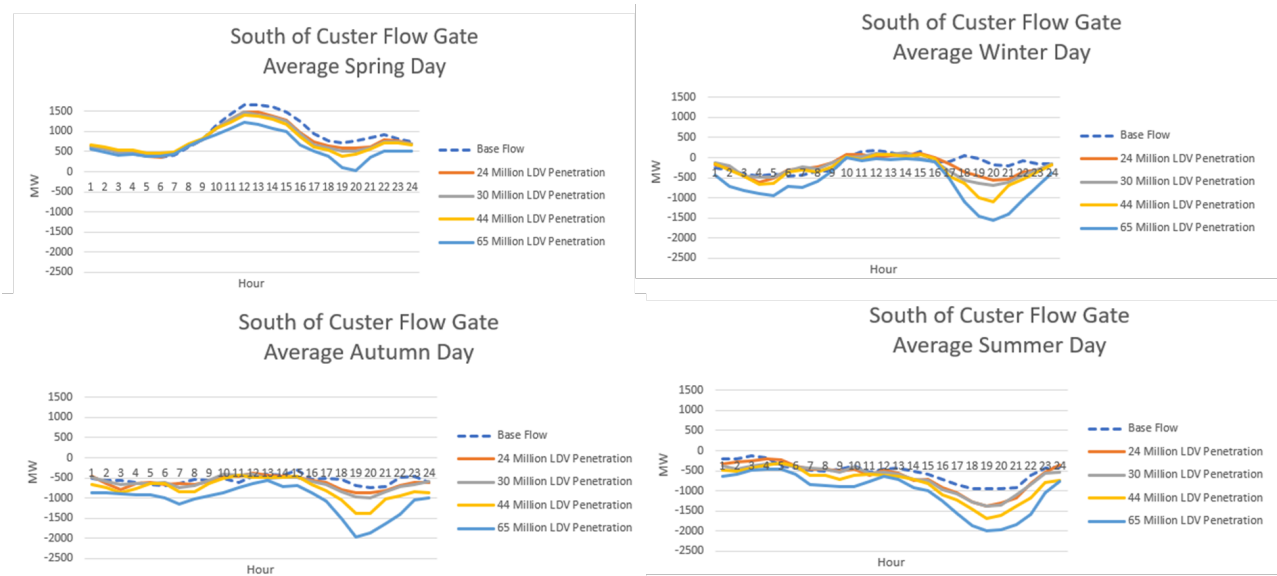 South of Custer Flow Gate
Average Spring Day
1500
1000
500
0
-500
-1000
-1500
-2000
-2500
MW
1 2 3 4 5 6 7 8 9 10 11 12 13 14 15 16 17 18 19 20 21 22 23 24
Hour
Base Flow
24 Million LDV Penetration
30 Million LDV Penetration
44 Million LDV Penetration
65 Million LDV Penetration
South of Custer Flow Gate
Average Winter Day
1500
1000
500
0
-500
-1000
-1500
-2000
-2500
MW
1 2 3 4 5 6 7 8 9 10 11 12 13 14 15 16 17 18 19 20 21 22 23 24
Hour
Base Flow
24 Million LDV Penetration
30 Million LDV Penetration
44 Million LDV Penetration
65 Million LDV Penetration
South of Custer Flow Gate
Average Autumn Day
1500
1000
500
0
-500
-1000
-1500
-2000
-2500
MW
1 2 3 4 5 6 7 8 9 10 11 12 13 14 15 16 17 18 19 20 21 22 23 24
Hour
Base Flow
24 Million LDV Penetration
30 Million LDV Penetration
44 Million LDV Penetration
65 Million LDV Penetration
South of Custer Flow Gate
Average Summer Day
1500
1000
500
0
-500
-1000
-1500
-2000
-2500
MW
1 2 3 4 5 6 7 8 9 10 11 12 13 14 15 16 17 18 19 20 21 22 23 24
Hour
Base Flow
24 Million LDV Penetration
30 Million LDV Penetration
44 Million LDV Penetration
65 Million LDV Penetration